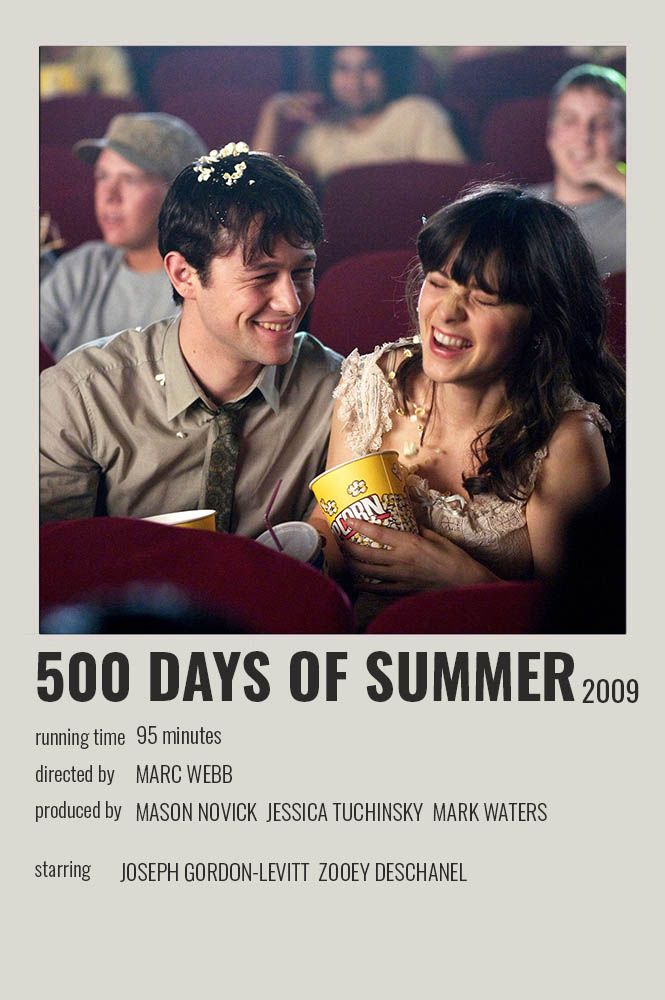 CORN
500 DAYS OF SUMMER 2009
running time 95 minutes
directed by MARC WEBB
produced by MASON NOVICK JESSICA TUCHINSKY MARK WATERS
starring JOSEPH GORDON-LEVITT ZOOEY DESCHANEL